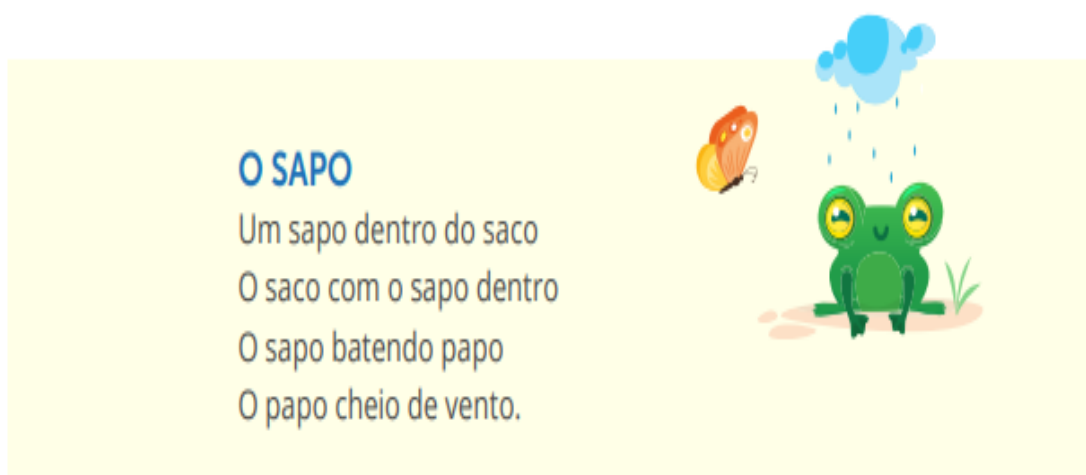 O SAPO
Um sapo dentro do saco
O saco com o sapo dentro
O sapo batendo papo
O papo cheio de vento.